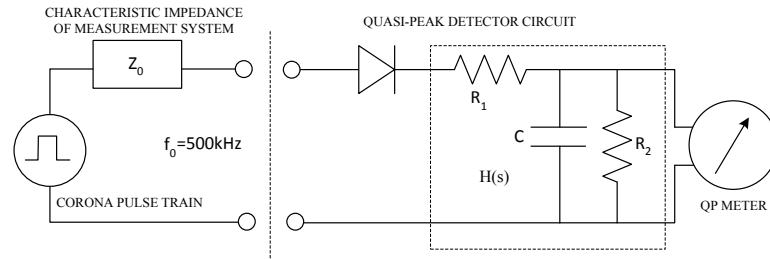 CHARACTERISTIC IMPEDANCE
OF MEASUREMENT SYSTEM
QUASI-PEAK DETECTOR CIRCUIT
Z₀
R₁
f₀=500kHz
C
R₂
H(s)
CORONA PULSE TRAIN
QP METER